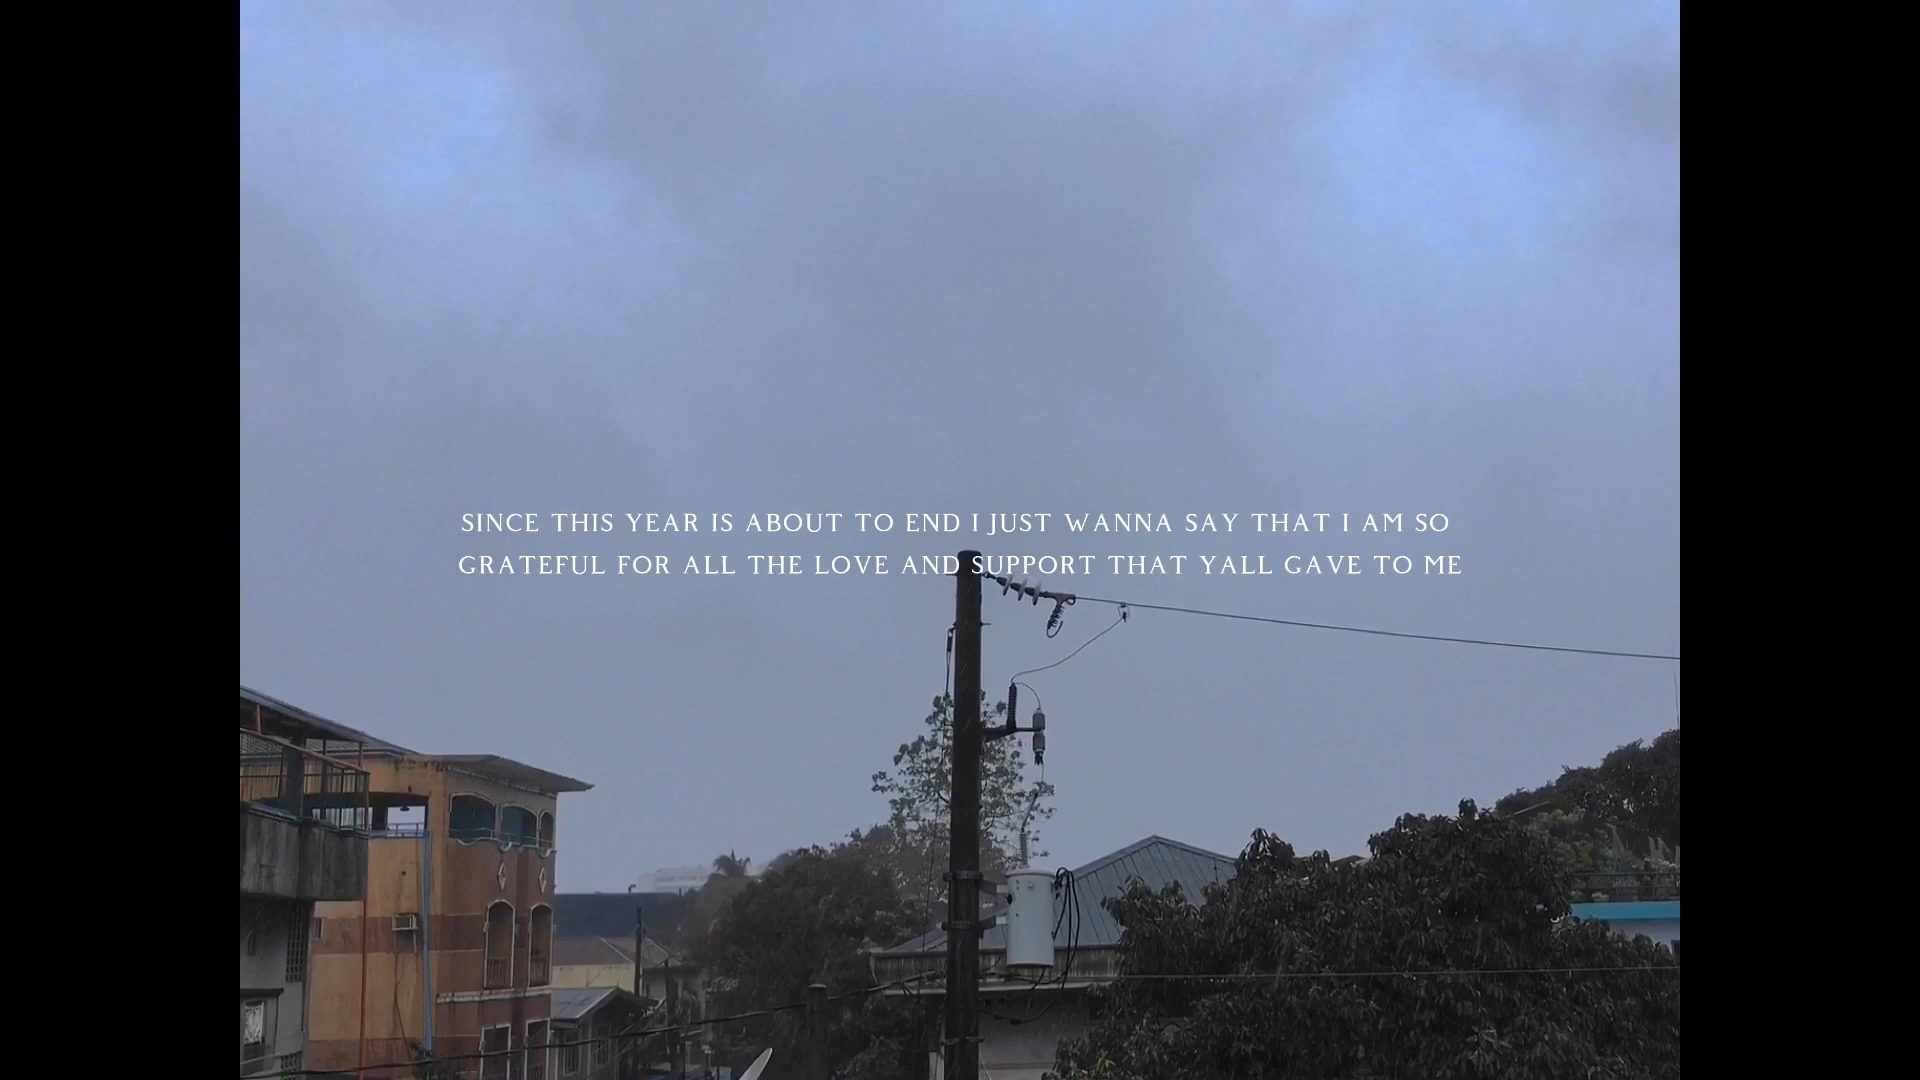 SINCE THIS YEAR IS ABOUT TO END I JUST WANNA SAY THAT I AM SO
GRATEFUL FOR ALL THE LOVE AND SUPPORT THAT YALL GAVE TO ME